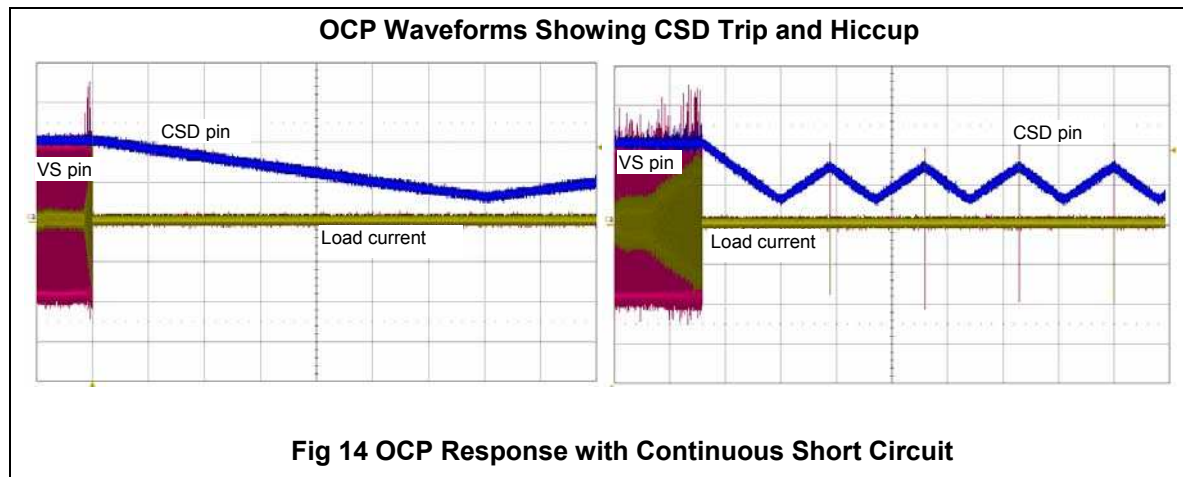 OCP Waveforms Showing CSD Trip and Hiccup
CSD pin
VS pin
Load current
CSD pin
VS pin
Load current
Fig 14 OCP Response with Continuous Short Circuit